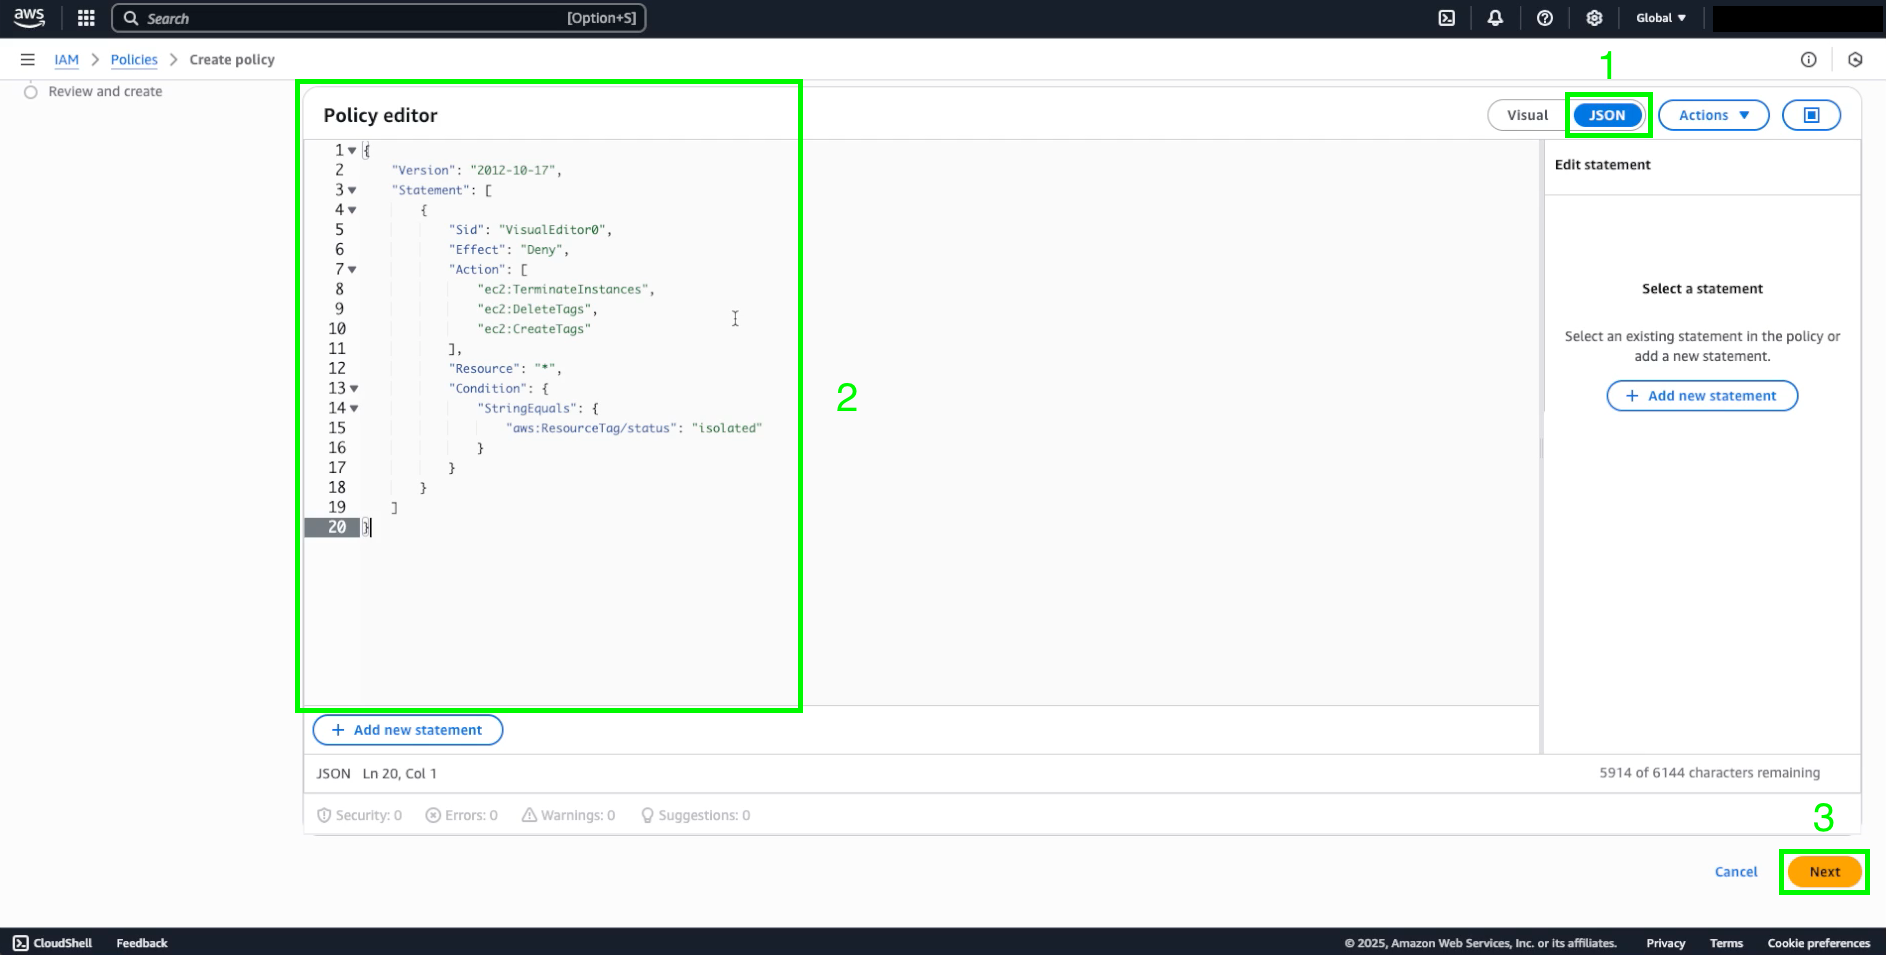 aws
Search [Option+S] Global
IAM Policies Create policy
Review and create
1
Policy editor Visual JSON Actions
Edit statement
1 {
2 "Version": "2012-10-17",
3 "Statement": [
4 {
5 "Sid": "VisualEditor0",
6 "Effect": "Deny",
7 "Action": [
8 "ec2:TerminateInstances",
9 "ec2:DeleteTags",
10 "ec2:CreateTags"
11 ],
12 "Resource": "*",
13 "Condition": {
14 "StringEquals": {
15 "aws:ResourceTag/status": "isolated"
16 }
17 }
18 }
19 ]
20 }
2
Select a statement
Select an existing statement in the policy or
add a new statement.
+ Add new statement
+ Add new statement
JSON Ln 20, Col 1 5914 of 6144 characters remaining
Security: 0 Errors: 0 Warnings: 0 Suggestions: 0
3
Cancel Next
CloudShell Feedback © 2025, Amazon Web Services, Inc. or its affiliates. Privacy Terms Cookie preferences